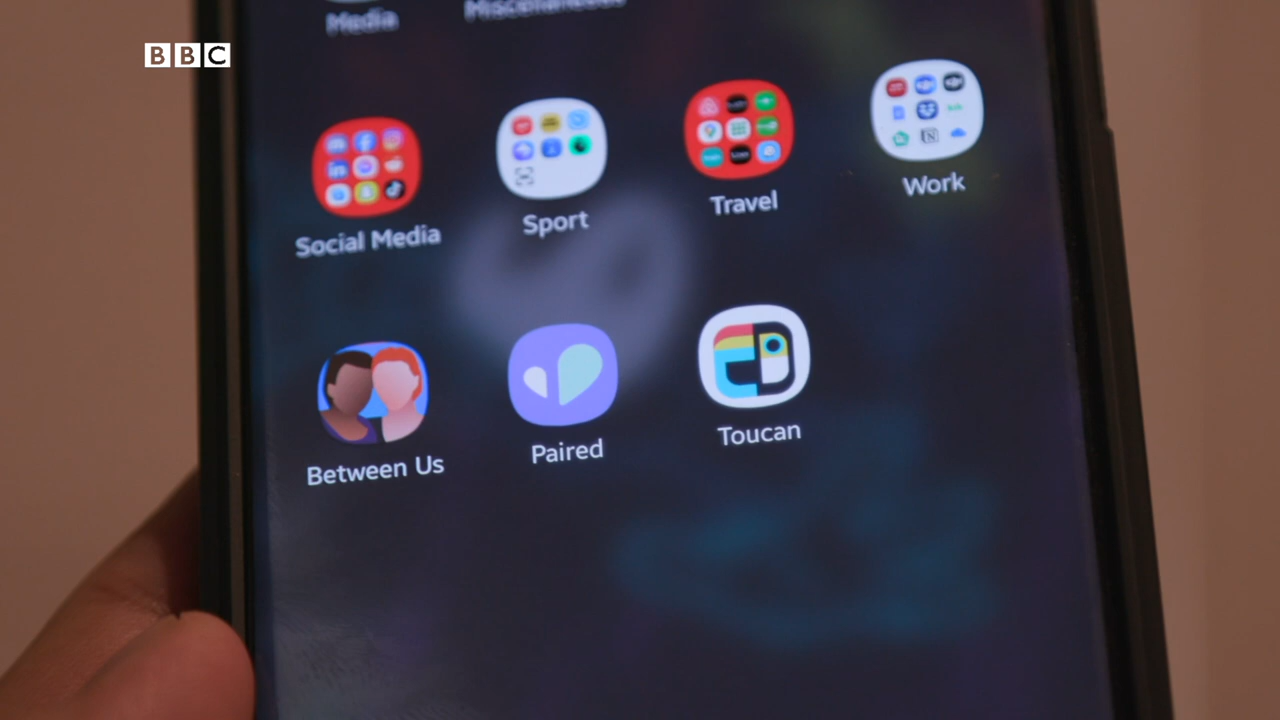 Media Miscellaneous
BBC
Social Media Sport Travel Work
Between Us Paired Toucan